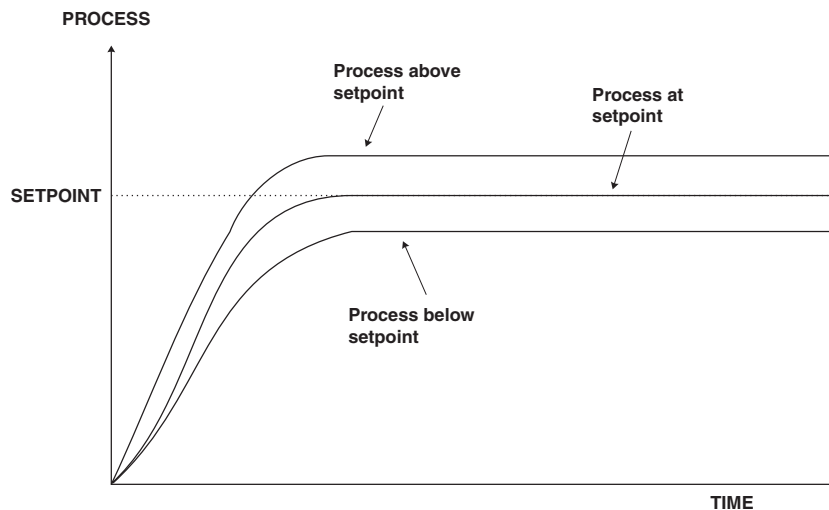 PROCESS
Process above
setpoint
Process at
setpoint
SETPOINT
Process below
setpoint
TIME